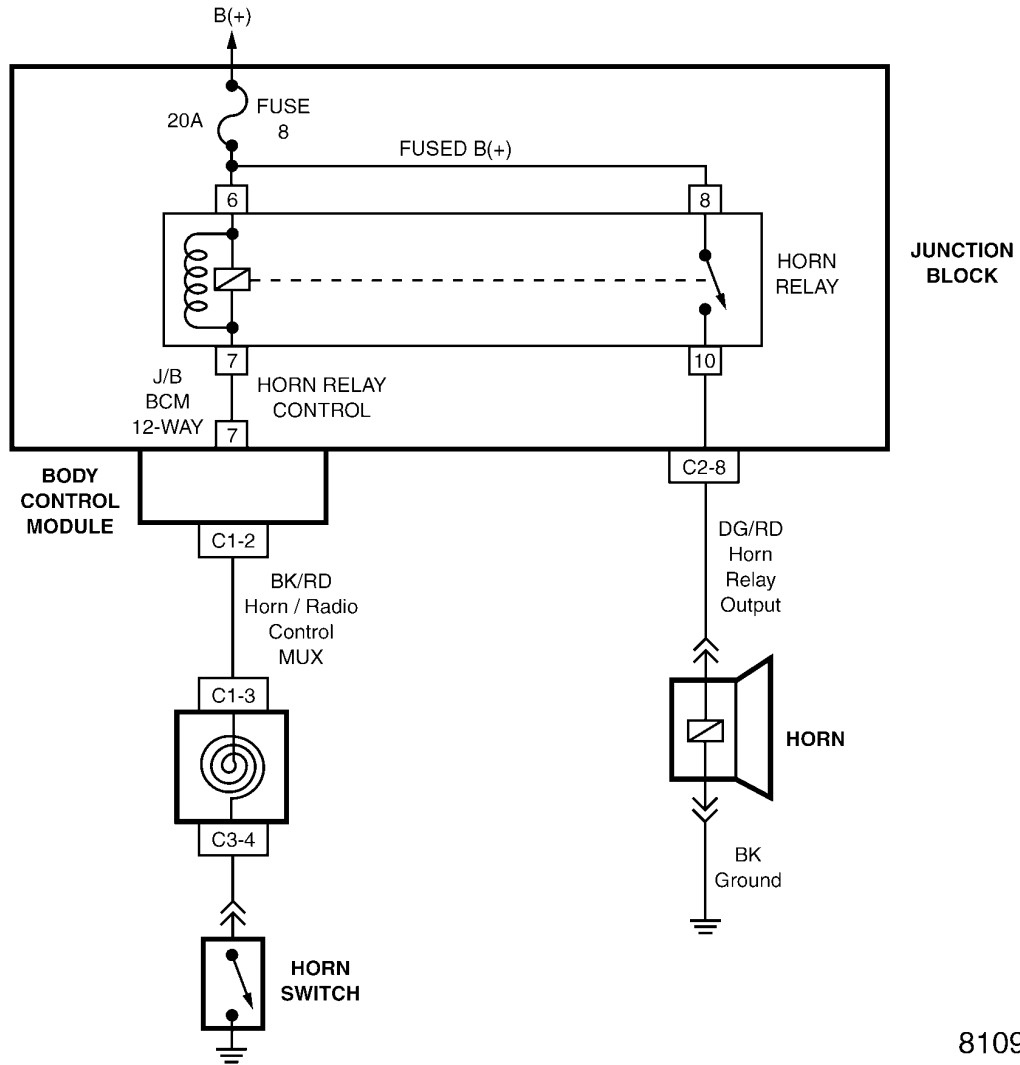 B(+)
20A
FUSE
8
FUSED B(+)
6
8
HORN
RELAY
JUNCTION
BLOCK
7
10
J/B
BCM
12-WAY
HORN RELAY
CONTROL
7
BODY
CONTROL
MODULE
C2-8
C1-2
DG/RD
Horn
Relay
Output
BK/RD
Horn / Radio
Control
MUX
C1-3
HORN
C3-4
BK
Ground
HORN
SWITCH
8109